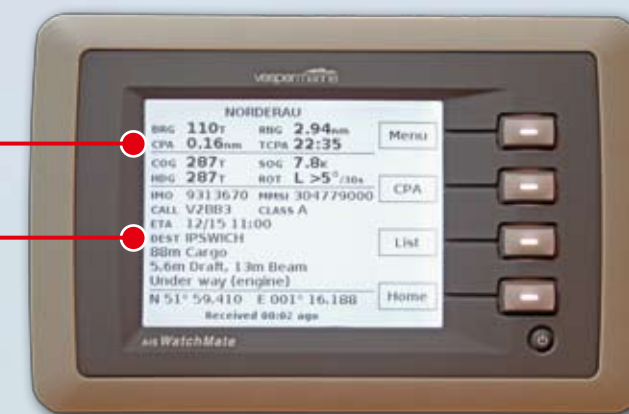 vespermarine
NORDERAU
BRG 110T RNG 2.94nm
CPA 0.16nm TCPA 22:35
COG 287T SOG 7.8K
HDG 287T ROT L >5°/30s
IMO 9313670 MMSI 304779000
CALL V2BB3 CLASS A
ETA 12/15 11:00
DEST IPSWICH
88m Cargo
5.6m Draft, 13m Beam
Under way (engine)
N 51° 59.410 E 001° 16.188
Received 00:02 ago
Menu
CPA
List
Home
AIS WatchMate